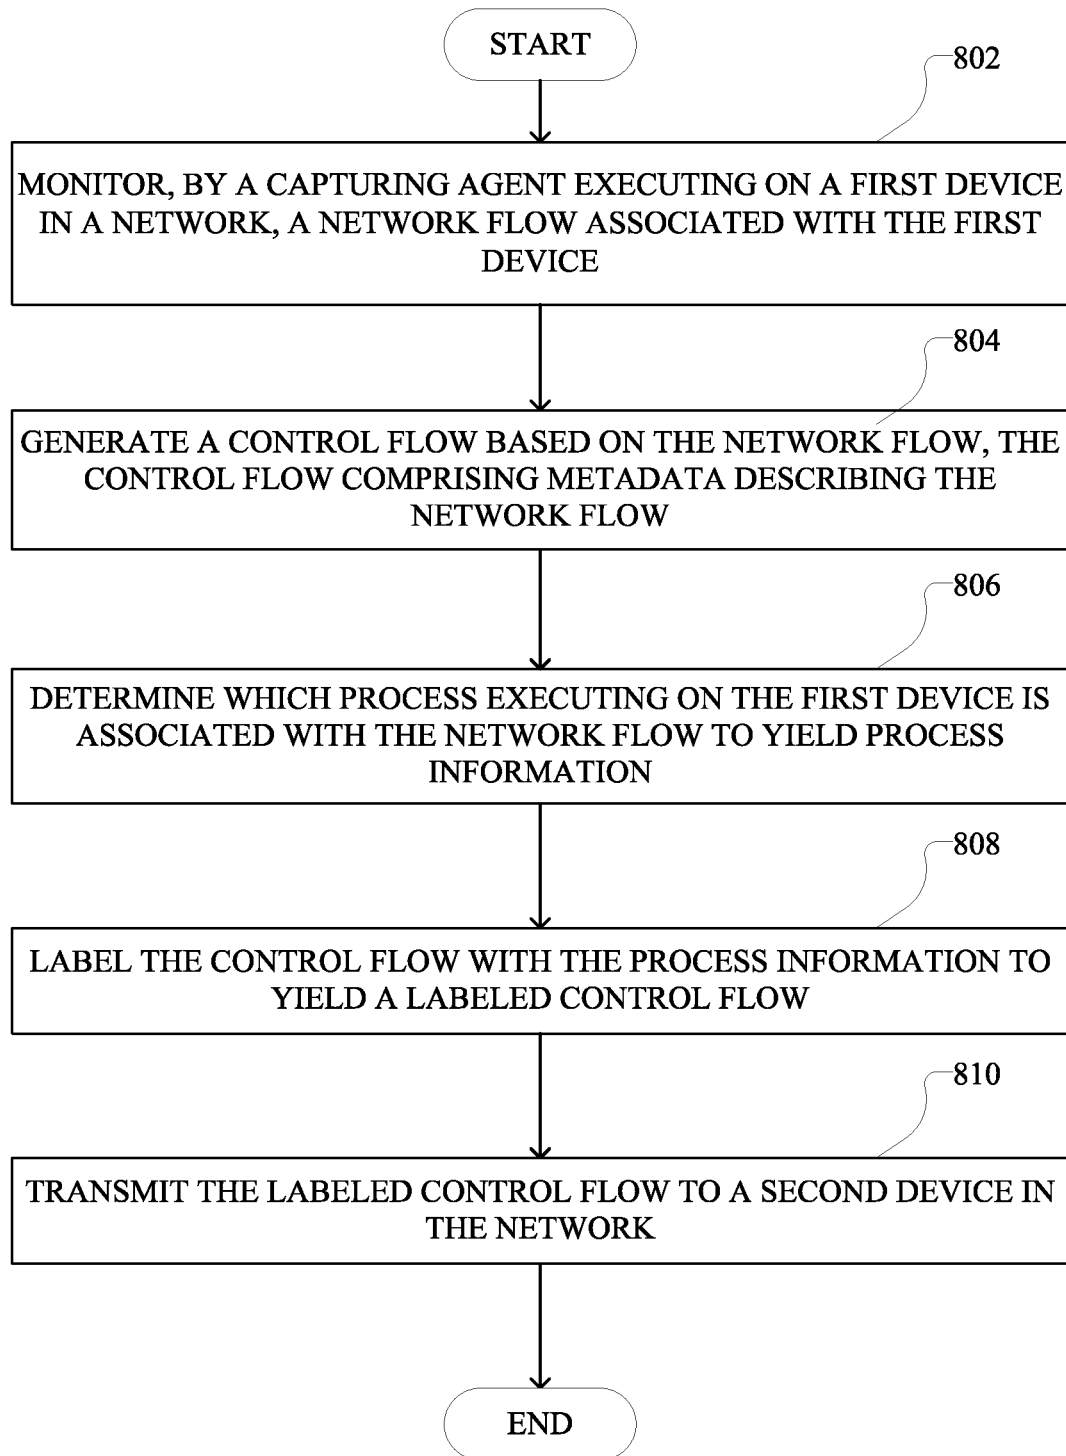 START
802
MONITOR, BY A CAPTURING AGENT EXECUTING ON A FIRST DEVICE
IN A NETWORK, A NETWORK FLOW ASSOCIATED WITH THE FIRST
DEVICE
804
GENERATE A CONTROL FLOW BASED ON THE NETWORK FLOW, THE
CONTROL FLOW COMPRISING METADATA DESCRIBING THE
NETWORK FLOW
806
DETERMINE WHICH PROCESS EXECUTING ON THE FIRST DEVICE IS
ASSOCIATED WITH THE NETWORK FLOW TO YIELD PROCESS
INFORMATION
808
LABEL THE CONTROL FLOW WITH THE PROCESS INFORMATION TO
YIELD A LABELED CONTROL FLOW
810
TRANSMIT THE LABELED CONTROL FLOW TO A SECOND DEVICE IN
THE NETWORK
END